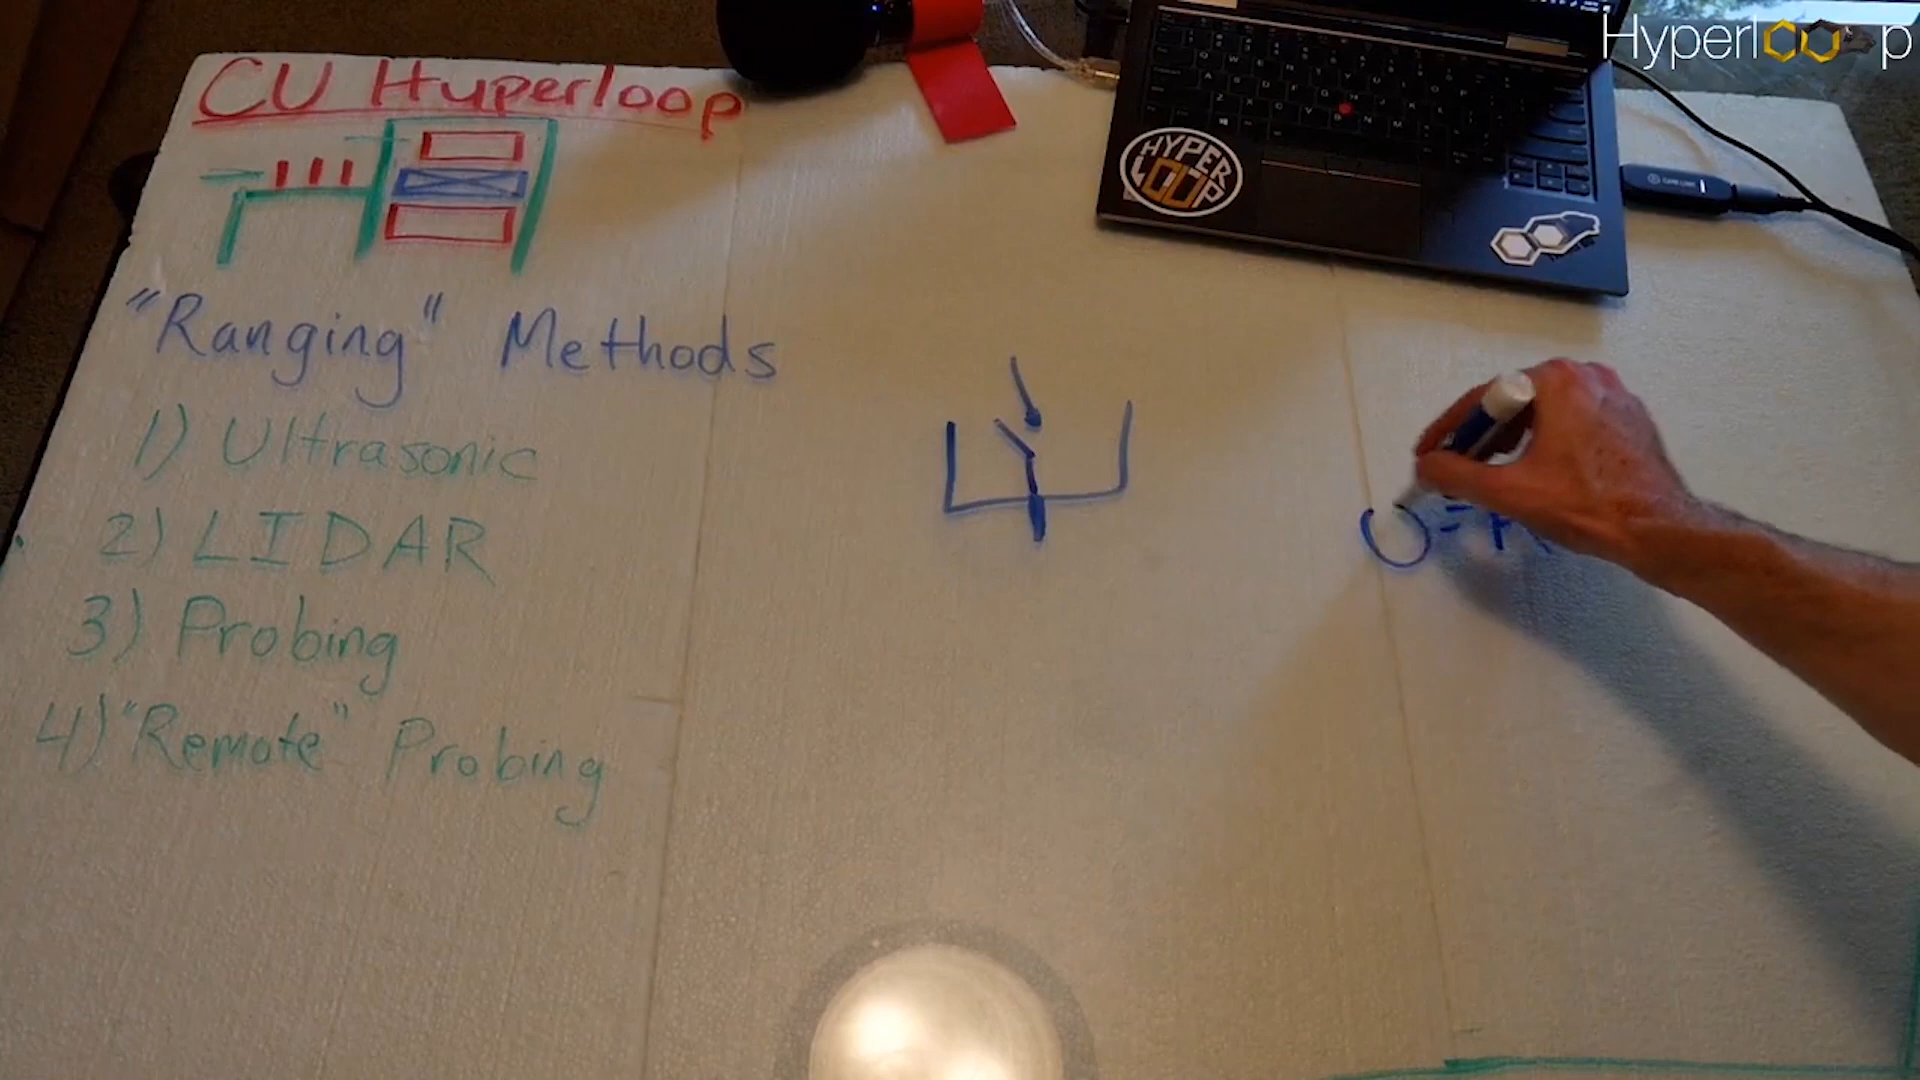 CU Hyperloop
Hyperloop
HYPER
LOOP
"Ranging" Methods
1) Ultrasonic
2) LIDAR
3) Probing
4) "Remote" Probing